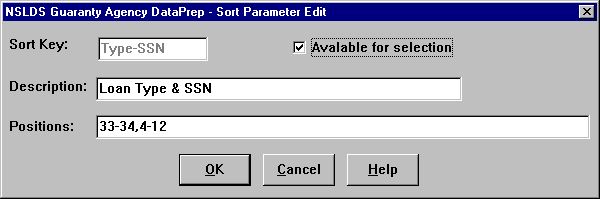 NSLDS Guaranty Agency DataPrep - Sort Parameter Edit
Sort Key: Type-SSN Avalable for selection
Description: Loan Type & SSN
Positions: 33-34,4-12
OK Cancel Help